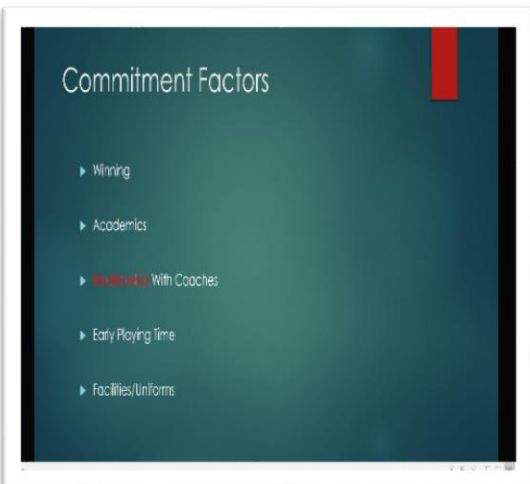 Commitment Factors
Winning
Academics
Relationship With Coaches
Early Playing Time
Facilities/Uniforms